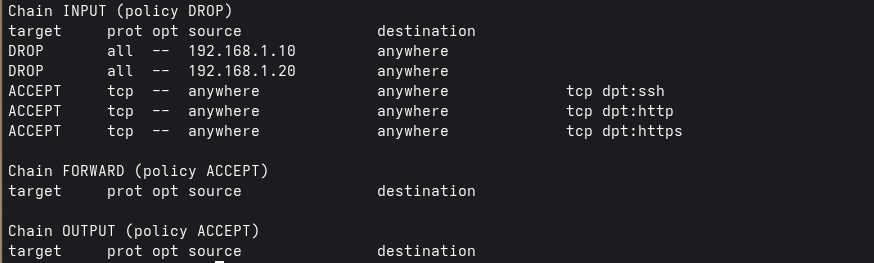 Chain INPUT (policy DROP)
target     prot opt source               destination
DROP       all  --  192.168.1.10         anywhere
DROP       all  --  192.168.1.20         anywhere
ACCEPT     tcp  --  anywhere             anywhere             tcp dpt:ssh
ACCEPT     tcp  --  anywhere             anywhere             tcp dpt:http
ACCEPT     tcp  --  anywhere             anywhere             tcp dpt:https

Chain FORWARD (policy ACCEPT)
target     prot opt source               destination

Chain OUTPUT (policy ACCEPT)
target     prot opt source               destination